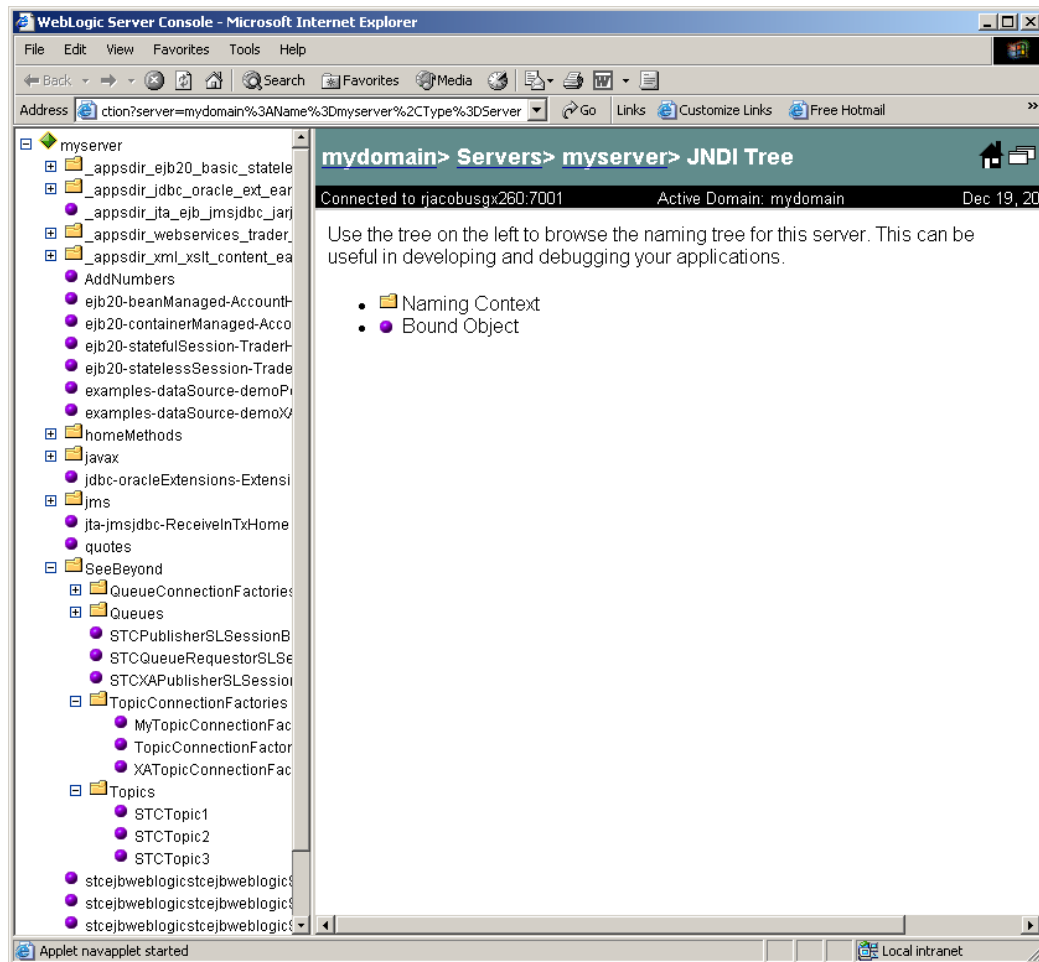 WebLogic Server Console - Microsoft Internet Explorer
File Edit View Favorites Tools Help
Back Search Favorites Media
Address ction?server=mydomain%3AName%3Dmyserver%2CType%3DServer Go Links Customize Links Free Hotmail »
myserver
_appsdir_ejb20_basic_statele
_appsdir_jdbc_oracle_ext_ear
_appsdir_jta_ejb_jmsjdbc_jarj
_appsdir_webservices_trader_
_appsdir_xml_xslt_content_ea
AddNumbers
ejb20-beanManaged-AccountH
ejb20-containerManaged-Acco
ejb20-statefulSession-TraderH
ejb20-statelessSession-Trade
examples-dataSource-demoPo
examples-dataSource-demoXA
homeMethods
javax
jdbc-oracleExtensions-Extensi
jms
jta-jmsjdbc-ReceiveInTxHome
quotes
SeeBeyond
QueueConnectionFactories
Queues
STCPublisherSLSessionB
STCQueueRequestorSLSe
STCXAPublisherSLSession
TopicConnectionFactories
MyTopicConnectionFac
TopicConnectionFactor
XATopicConnectionFac
Topics
STCTopic1
STCTopic2
STCTopic3
stcejbweblogicstcejbweblogicS
stcejbweblogicstcejbweblogicS
stcejbweblogicstcejbweblogicS
mydomain> Servers> myserver> JNDI Tree
Connected to rjacobusgx260:7001 Active Domain: mydomain Dec 19, 20
Use the tree on the left to browse the naming tree for this server. This can be
useful in developing and debugging your applications.
Naming Context
Bound Object
Applet navapplet started Local intranet